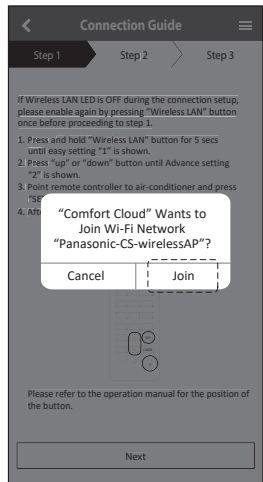 Connection Guide
Step 1 Step 2 Step 3
If Wireless LAN LED is OFF during the connection setup,
please enable again by pressing "Wireless LAN" button
once before proceeding to step 1.
1. Press and hold "Wireless LAN" button for 5 secs
until easy setting "1" is shown.
2. Press "up" or "down" button until Advance setting
"2" is shown.
3. Point remote controller to air-conditioner and press
"SE
4. Afte
“Comfort Cloud” Wants to
Join Wi-Fi Network
“Panasonic-CS-
wirelessAP”?
Cancel Join
Please refer to the operation manual for the position of
the button.
Next